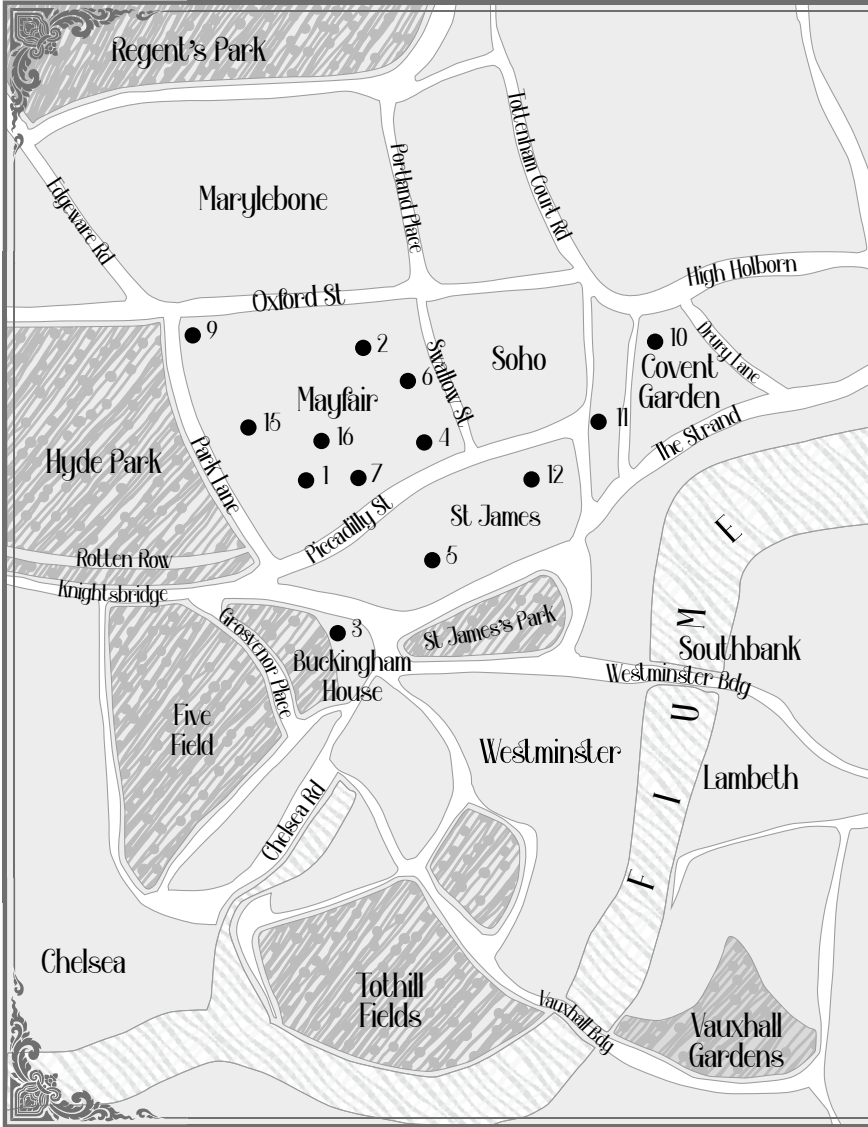 Regent's Park
Tottenham Court Rd
Portland Place
Edgeware Rd
Marylebone
High Holborn
Oxford St
9
2
10
Drury Lane
Swallow St
Soho
6
Covent
Garden
Mayfair
15
16
4
11
The Strand
Hyde Park
Park Lane
1
7
12
Piccadilly St
St James
E
Rotten Row
5
Knightsbridge
M
Grosvenor Place
3
St James's Park
Southbank
Buckingham
House
Westminster Bdg
Five
Field
U
Westminster
Lambeth
I
Chelsea Rd
F
Chelsea
Tothill
Fields
Vauxhall Bdg
Vauxhall
Gardens